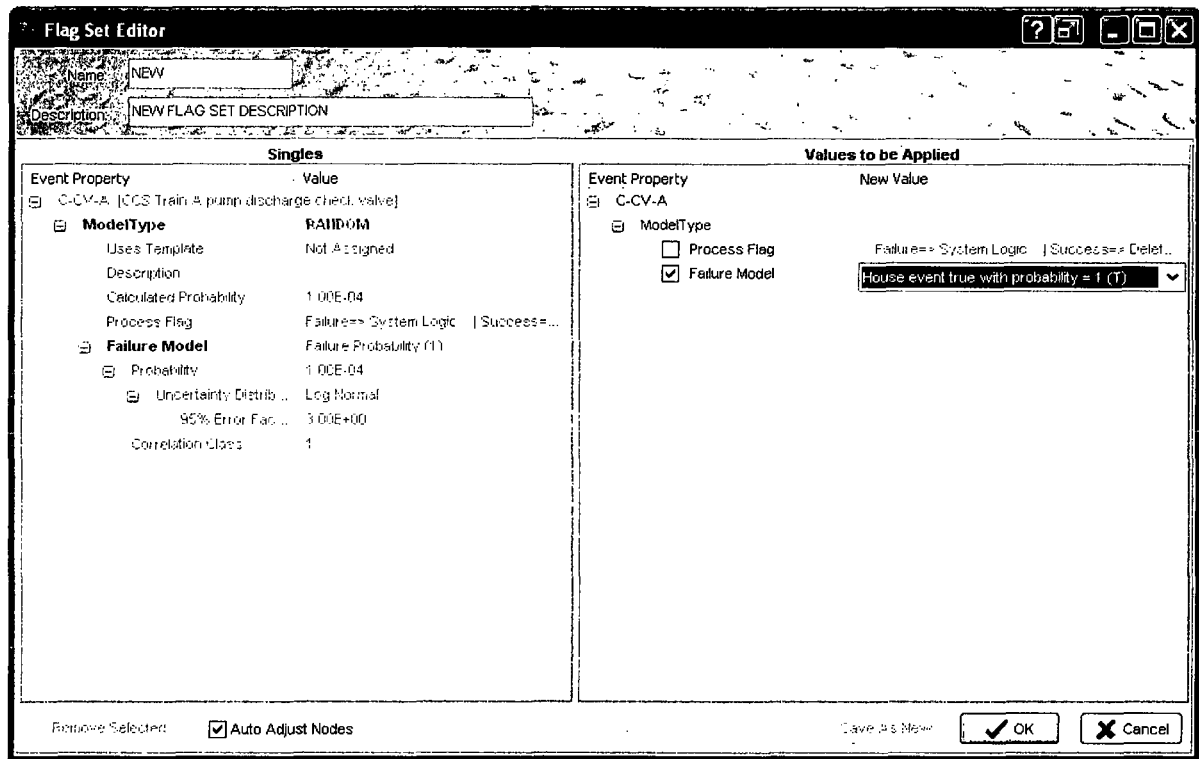 Flag Set Editor
Name: NEW
Description: NEW FLAG SET DESCRIPTION
Singles
Event Property Value
C-CV-A [CCS Train A pump discharge check valve]
ModelType RANDOM
Uses Template Not Assigned
Description
Calculated Probability 1.00E-04
Process Flag Failure=> System Logic | Success=...
Failure Model Failure Probability (1)
Probability 1.00E-04
Uncertainty Distrib... Log Normal
95% Error Fac... 3.00E+00
Correlation Class 1
Values to be Applied
Event Property New Value
C-CV-A
ModelType
Process Flag Failure=> System Logic | Success=> Delet...
Failure Model House event true with probability = 1 (T)
Remove Selected Auto Adjust Nodes Save As New OK Cancel